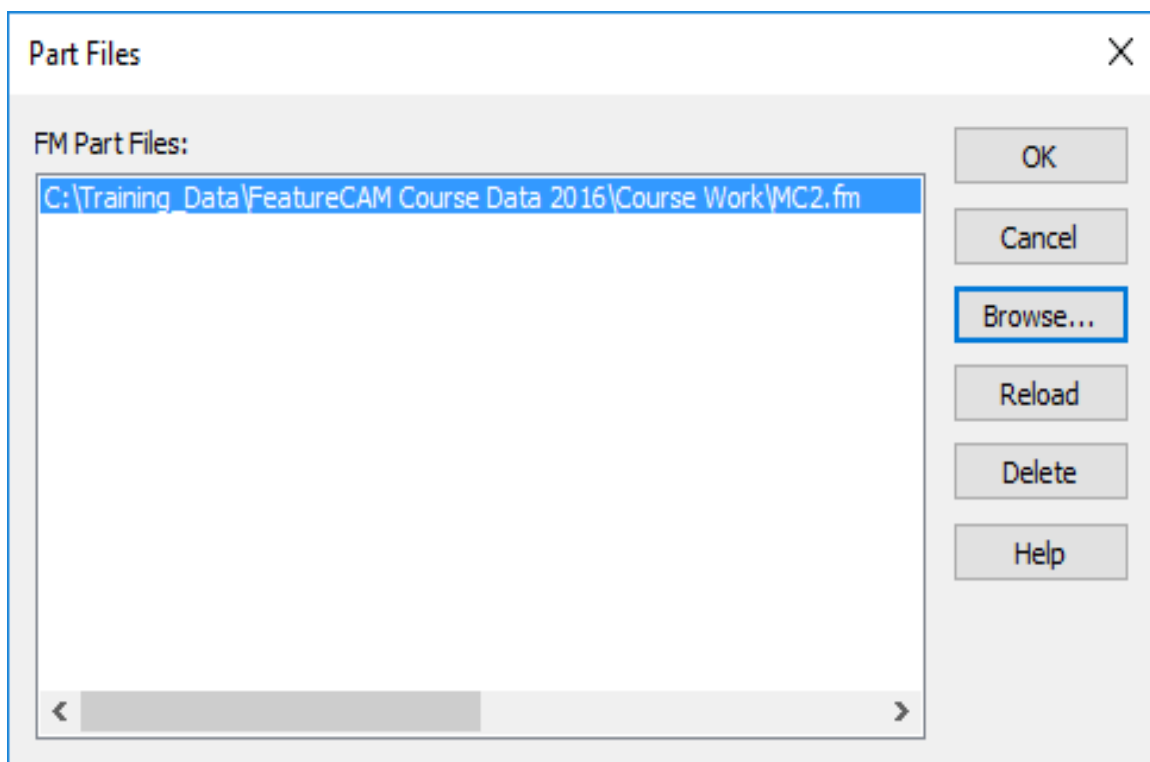 Part Files
FM Part Files:
C:\Training_Data\FeatureCAM Course Data 2016\Course Work\MC2.fm
OK
Cancel
Browse...
Reload
Delete
Help